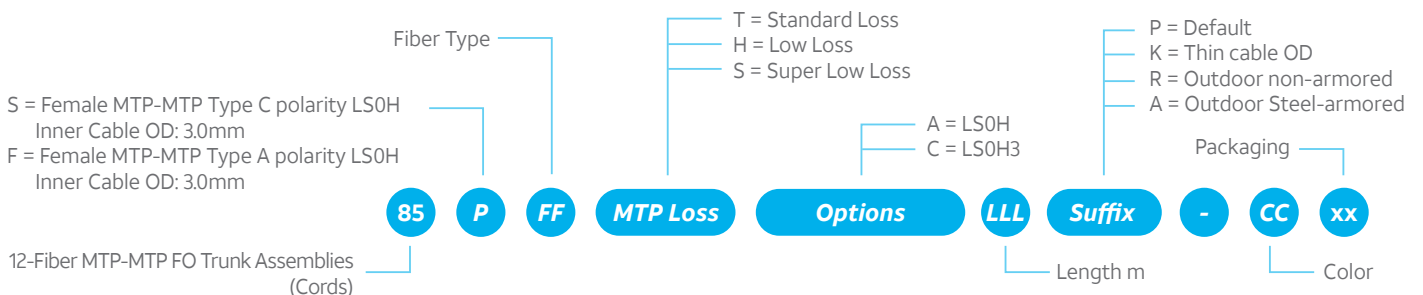 T = Standard Loss
H = Low Loss
S = Super Low Loss
P = Default
K = Thin cable OD
R = Outdoor non-armored
A = Outdoor Steel-armored
Fiber Type
S = Female MTP-MTP Type C polarity LS0H
Inner Cable OD: 3.0mm
F = Female MTP-MTP Type A polarity LS0H
Inner Cable OD: 3.0mm
A = LS0H
C = LS0H3
Packaging
85 P FF MTP Loss Options LLL Suffix - CC xx
12-Fiber MTP-MTP FO Trunk Assemblies
(Cords)
Length m
Color